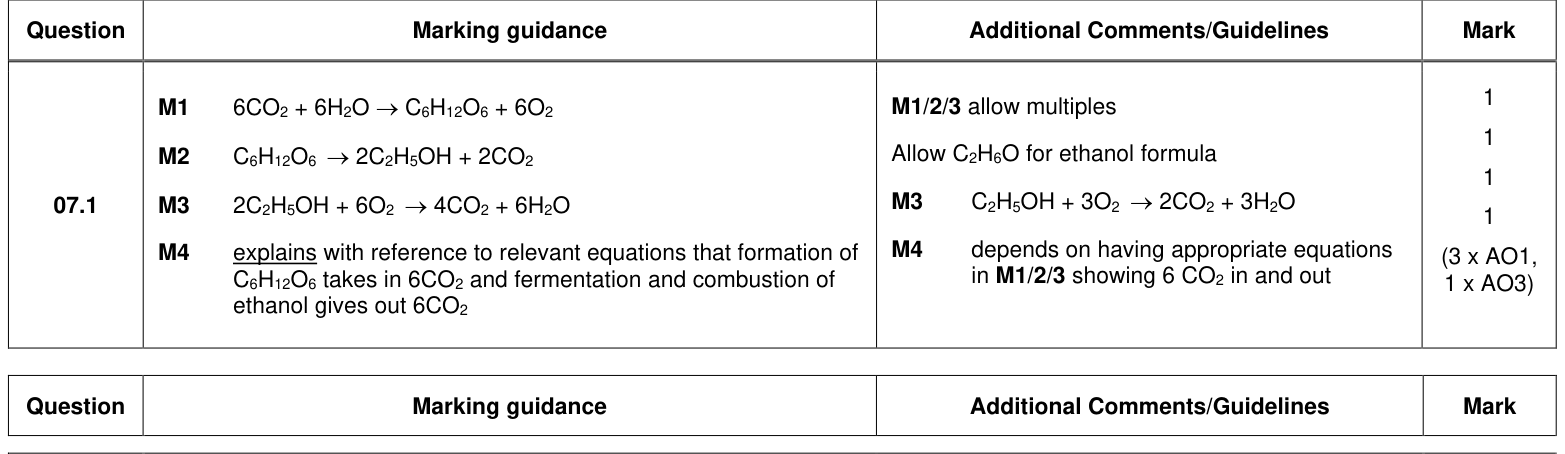 Question Marking guidance Additional Comments/Guidelines Mark
07.1
M1 6CO₂ + 6H₂O → C₆H₁₂O₆ + 6O₂
M2 C₆H₁₂O₆ → 2C₂H₅OH + 2CO₂
M3 2C₂H₅OH + 6O₂ → 4CO₂ + 6H₂O
M4 explains with reference to relevant equations that formation of
C₆H₁₂O₆ takes in 6CO₂ and fermentation and combustion of
ethanol gives out 6CO₂
M1/2/3 allow multiples
Allow C₂H₆O for ethanol formula
M3 C₂H₅OH + 3O₂ → 2CO₂ + 3H₂O
M4 depends on having appropriate equations
in M1/2/3 showing 6 CO₂ in and out
1
1
1
1
(3 x AO1,
1 x AO3)
Question Marking guidance Additional Comments/Guidelines Mark